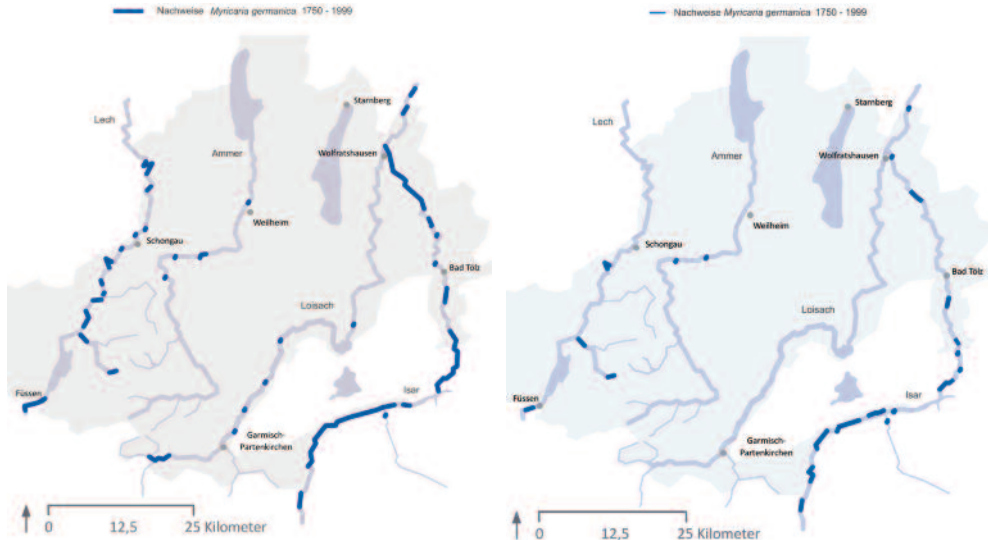 Nachweise Myricaria germanica 1750 - 1999
Starnberg
Lech
Ammer
Wolfratshausen
Weilheim
Schongau
Bad Tölz
Loisach
Füssen
Isar
Garmisch-
Partenkirchen
0 12,5 25 Kilometer
Nachweise Myricaria germanica 1750 - 1999
Starnberg
Lech
Ammer
Wolfratshausen
Weilheim
Schongau
Bad Tölz
Loisach
Füssen
Isar
Garmisch-
Partenkirchen
0 12,5 25 Kilometer